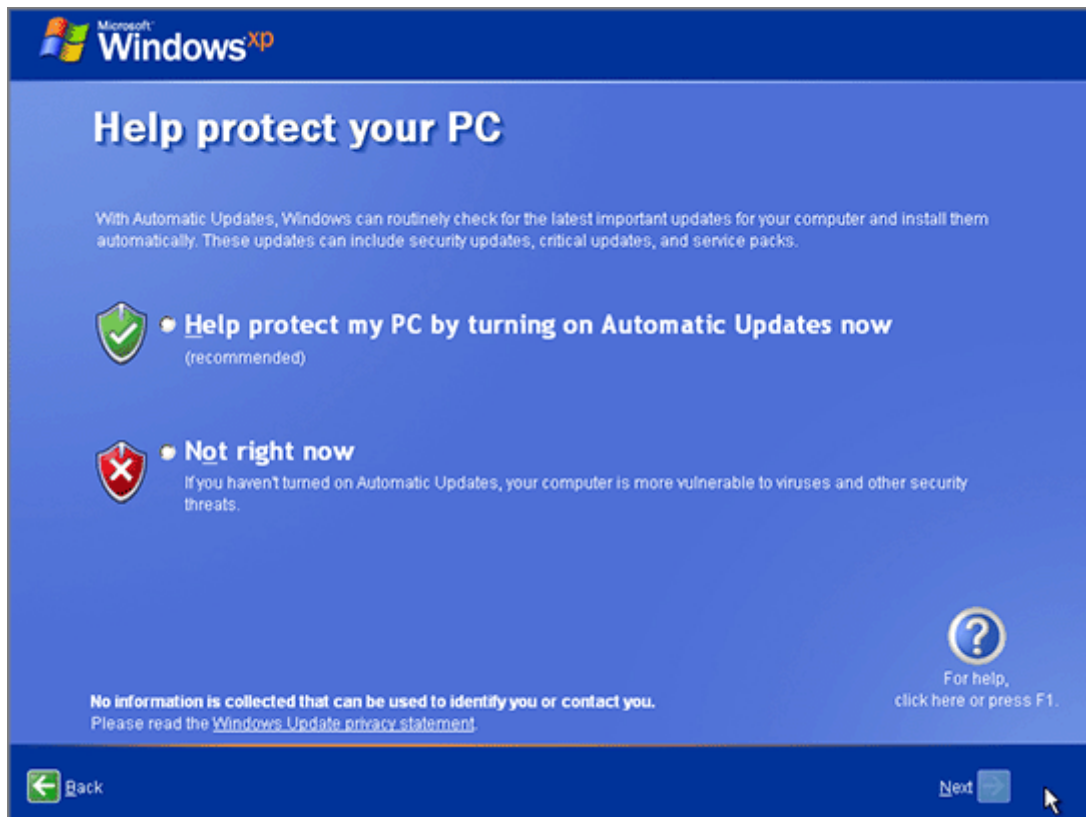 Microsoft®
Windows xp
Help protect your PC
With Automatic Updates, Windows can routinely check for the latest important updates for your computer and install them
automatically. These updates can include security updates, critical updates, and service packs.
Help protect my PC by turning on Automatic Updates now
(recommended)
Not right now
If you haven't turned on Automatic Updates, your computer is more vulnerable to viruses and other security
threats.
For help,
click here or press F1.
No information is collected that can be used to identify you or contact you.
Please read the Windows Update privacy statement.
Back
Next